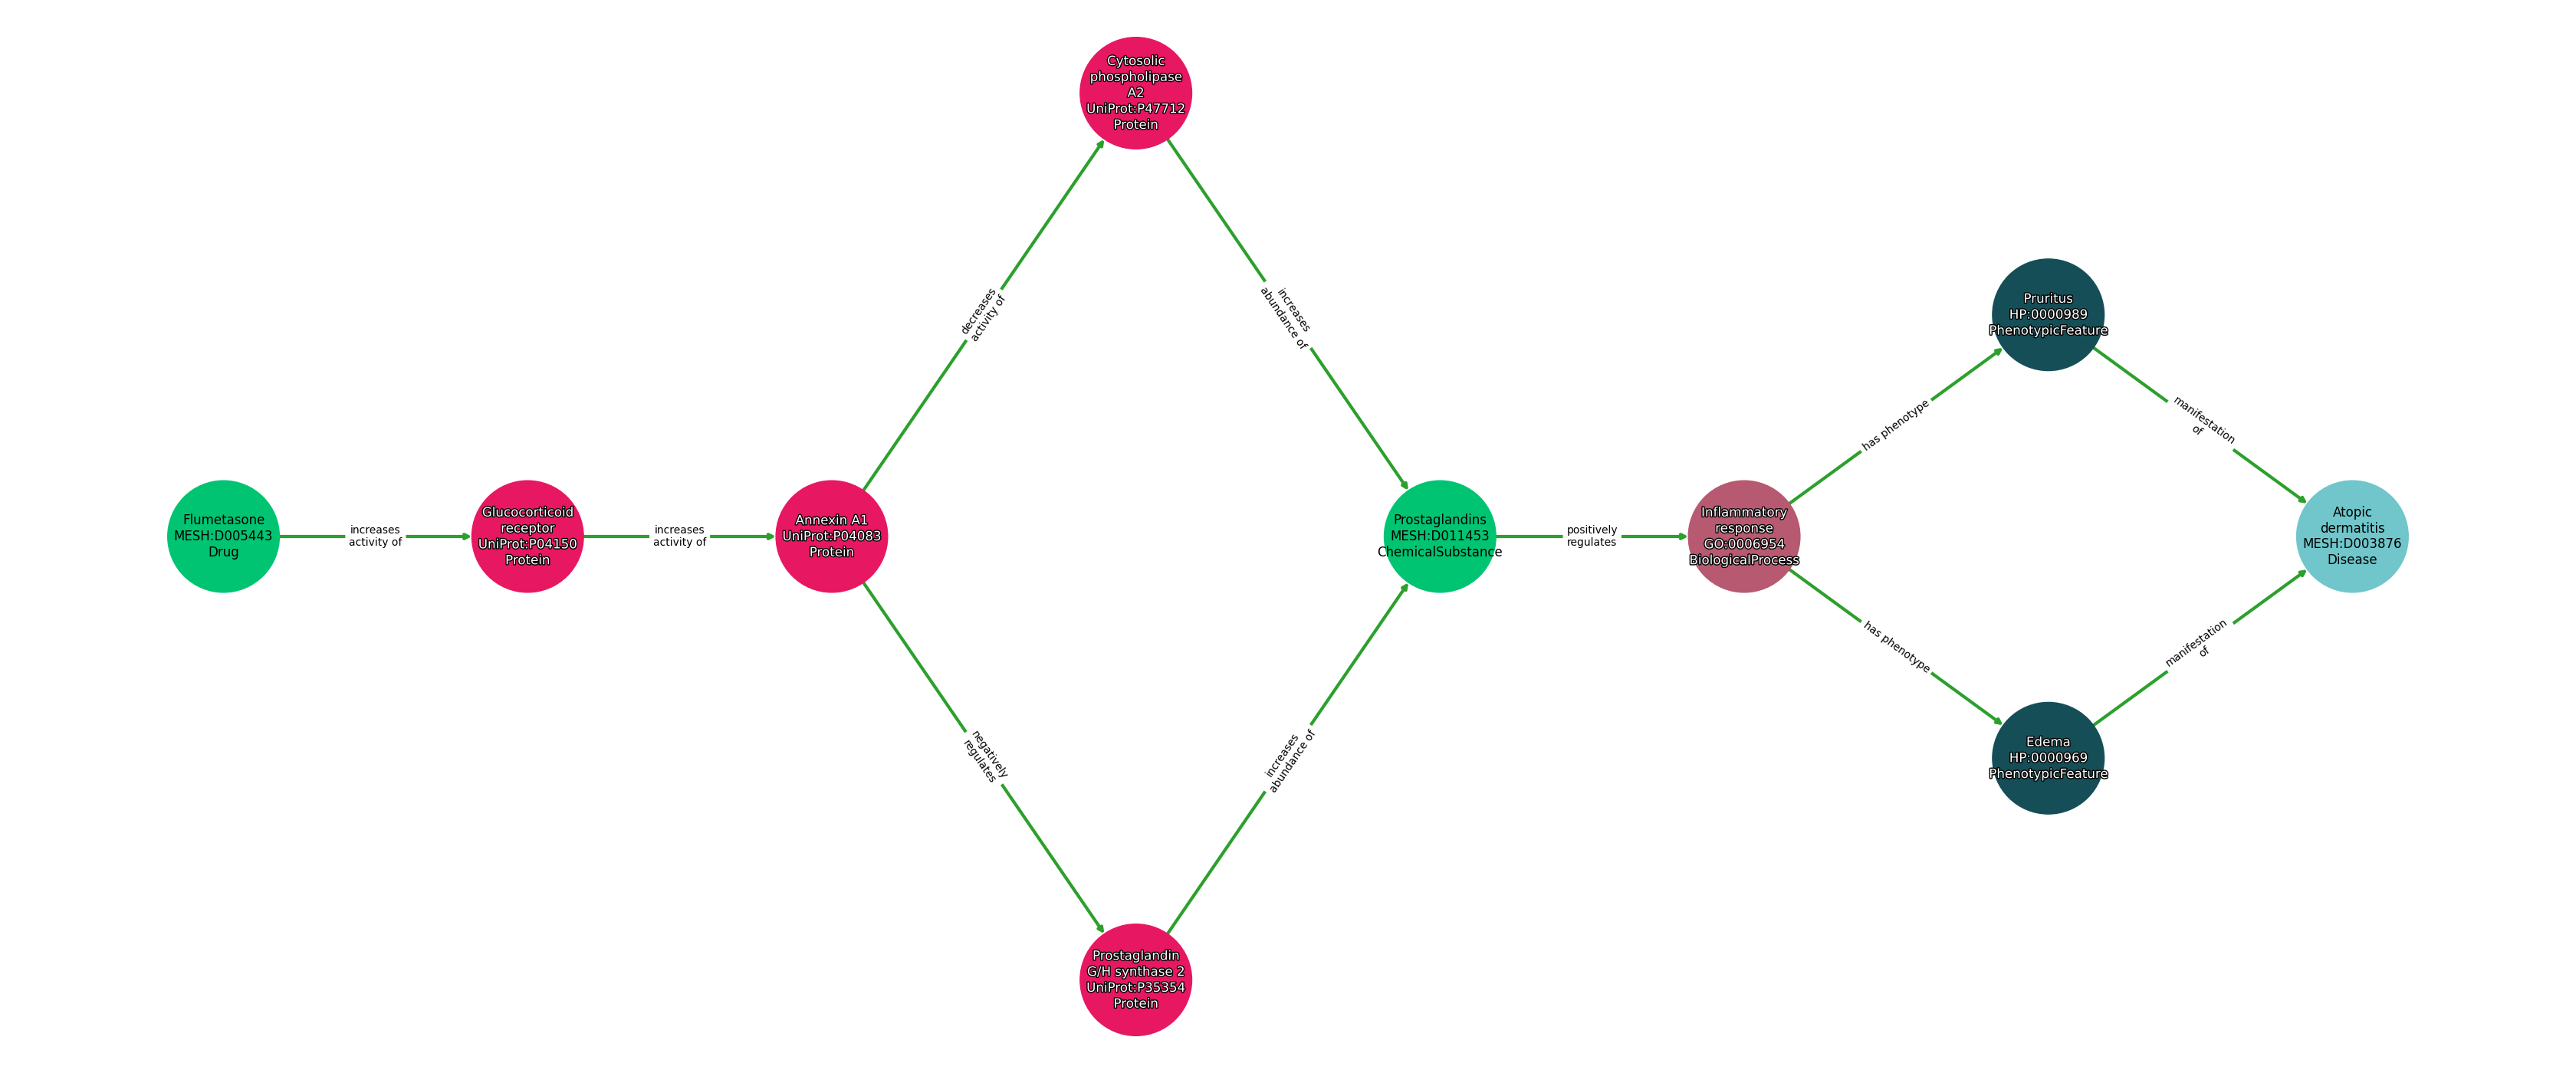 Cytosolic
phospholipase
A2
UniProt:P47712
Protein
decreases
activity of
increases
abundance of
Pruritus
HP:0000989
PhenotypicFeature
has phenotype
manifestation
of
Flumetasone
MESH:D005443
Drug
increases
activity of
Glucocorticoid
receptor
UniProt:P04150
Protein
increases
activity of
Annexin A1
UniProt:P04083
Protein
Prostaglandins
MESH:D011453
ChemicalSubstance
positively
regulates
Inflammatory
response
GO:0006954
BiologicalProcess
Atopic
dermatitis
MESH:D003876
Disease
has phenotype
manifestation
of
negatively
regulates
increases
abundance of
Edema
HP:0000969
PhenotypicFeature
Prostaglandin
G/H synthase 2
UniProt:P35354
Protein